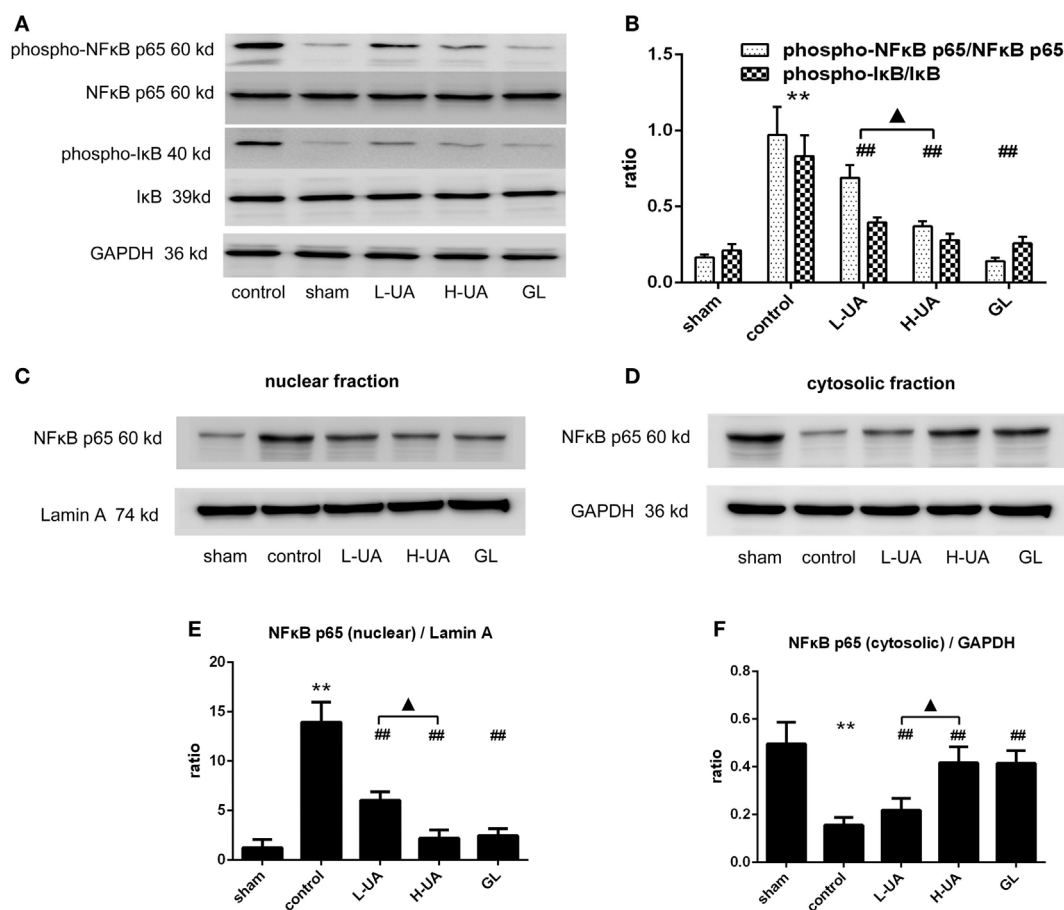 A
phospho-NFκB p65 60 kd
NFκB p65 60 kd
phospho-IκB 40 kd
IκB 39kd
GAPDH 36 kd
control sham L-UA H-UA GL
B
phospho-NFκB p65/NFκB p65
phospho-IκB/IκB
1.5
1.0
0.5
0.0
ratio
**
▲
## ## ##
sham control L-UA H-UA GL
C
nuclear fraction
NFκB p65 60 kd
Lamin A 74 kd
sham control L-UA H-UA GL
D
cytosolic fraction
NFκB p65 60 kd
GAPDH 36 kd
sham control L-UA H-UA GL
E
NFκB p65 (nuclear) / Lamin A
20
15
10
5
0
ratio
**
▲
## ## ##
sham control L-UA H-UA GL
F
NFκB p65 (cytosolic) / GAPDH
0.8
0.6
0.4
0.2
0.0
ratio
**
▲
## ## ##
sham control L-UA H-UA GL